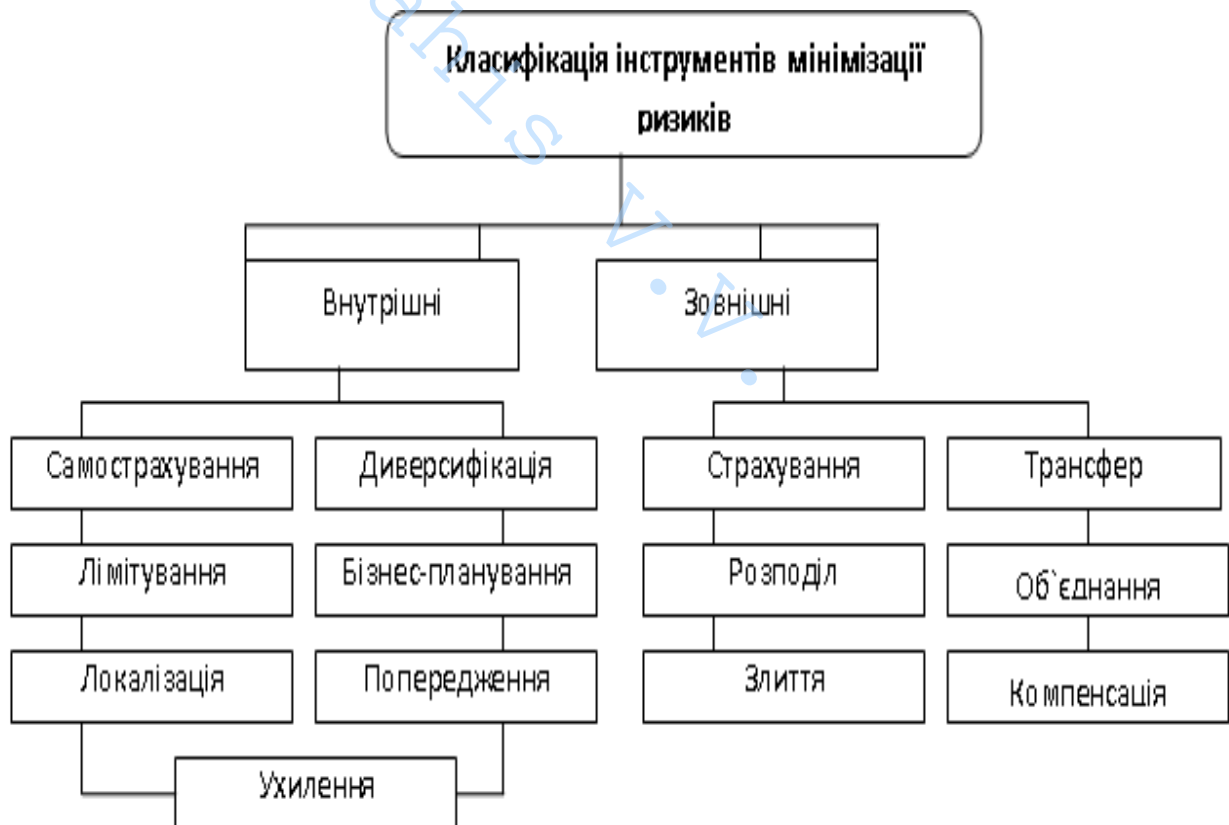 Класифікація інструментів мінімізації
ризиків
Внутрішні
Зовнішні
Самострахування
Диверсифікація
Страхування
Трансфер
Лімітування
Бізнес-планування
Розподіл
Об`єднання
Локалізація
Попередження
Злиття
Компенсація
Ухилення
v.v.